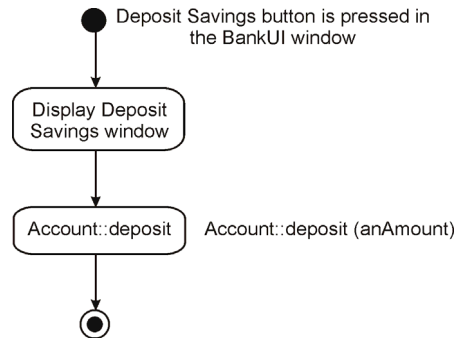 Deposit Savings button is pressed in
the BankUI window
Display Deposit
Savings window
Account::deposit
Account::deposit (anAmount)